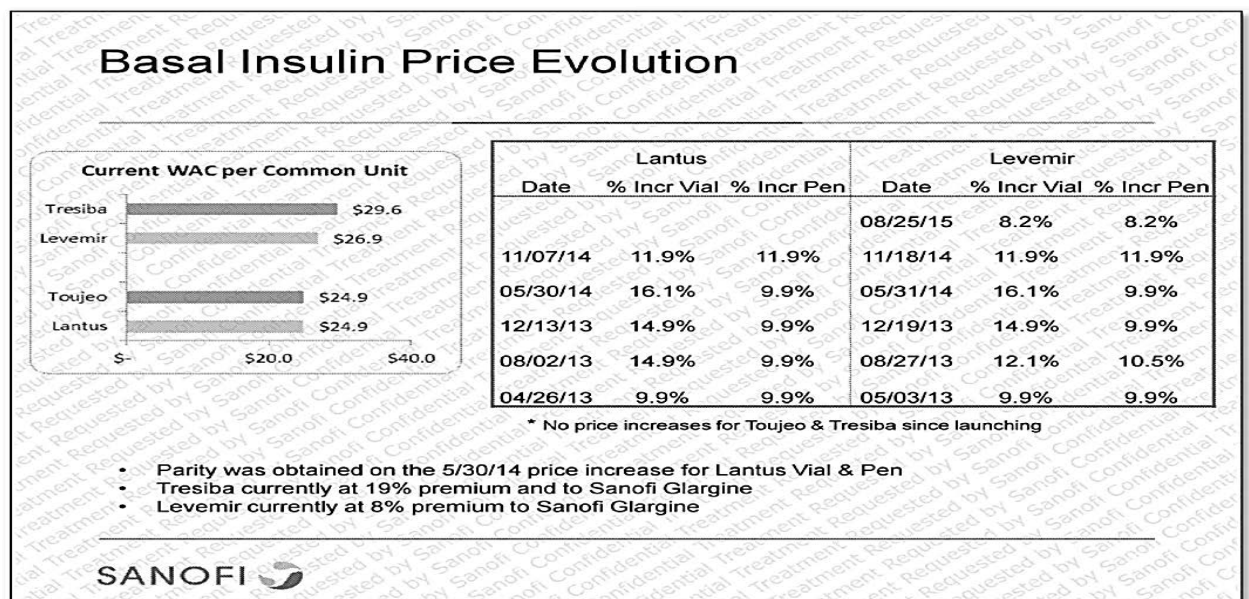 Basal Insulin Price Evolution
Current WAC per Common Unit
Tresiba $29.6
Levemir $26.9
Toujeo $24.9
Lantus $24.9
$- $20.0 $40.0
Lantus Levemir
Date % Incr Vial % Incr Pen Date % Incr Vial % Incr Pen
08/25/15 8.2% 8.2%
11/07/14 11.9% 11.9% 11/18/14 11.9% 11.9%
05/30/14 16.1% 9.9% 05/31/14 16.1% 9.9%
12/13/13 14.9% 9.9% 12/19/13 14.9% 9.9%
08/02/13 14.9% 9.9% 08/27/13 12.1% 10.5%
04/26/13 9.9% 9.9% 05/03/13 9.9% 9.9%
* No price increases for Toujeo & Tresiba since launching
• Parity was obtained on the 5/30/14 price increase for Lantus Vial & Pen
• Tresiba currently at 19% premium and to Sanofi Glargine
• Levemir currently at 8% premium to Sanofi Glargine
SANOFI
Confidential Treatment Requested by Sanofi